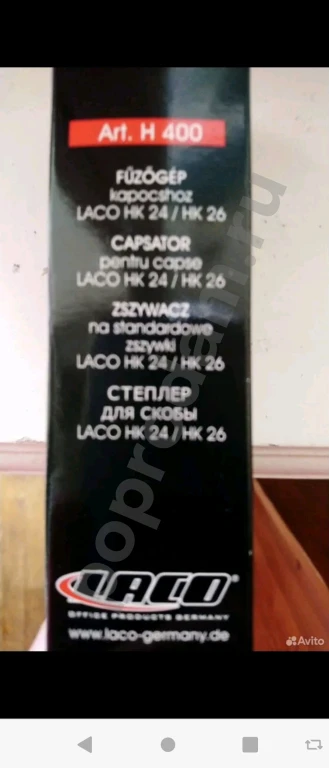 Art. H 400
FŰZŐGÉP
kapocshoz
LACO HK 24 / HK 26
CAPSATOR
pentru capse
LACO HK 24 / HK 26
ZSZYWACZ
na standardowe
zszywki
LACO HK 24 / HK 26
СТЕПЛЕР
ДЛЯ СКОБЫ
LACO HK 24 / HK 26
LACO®
OFFICE PRODUCTS GERMANY
www.laco-germany.de
Avito